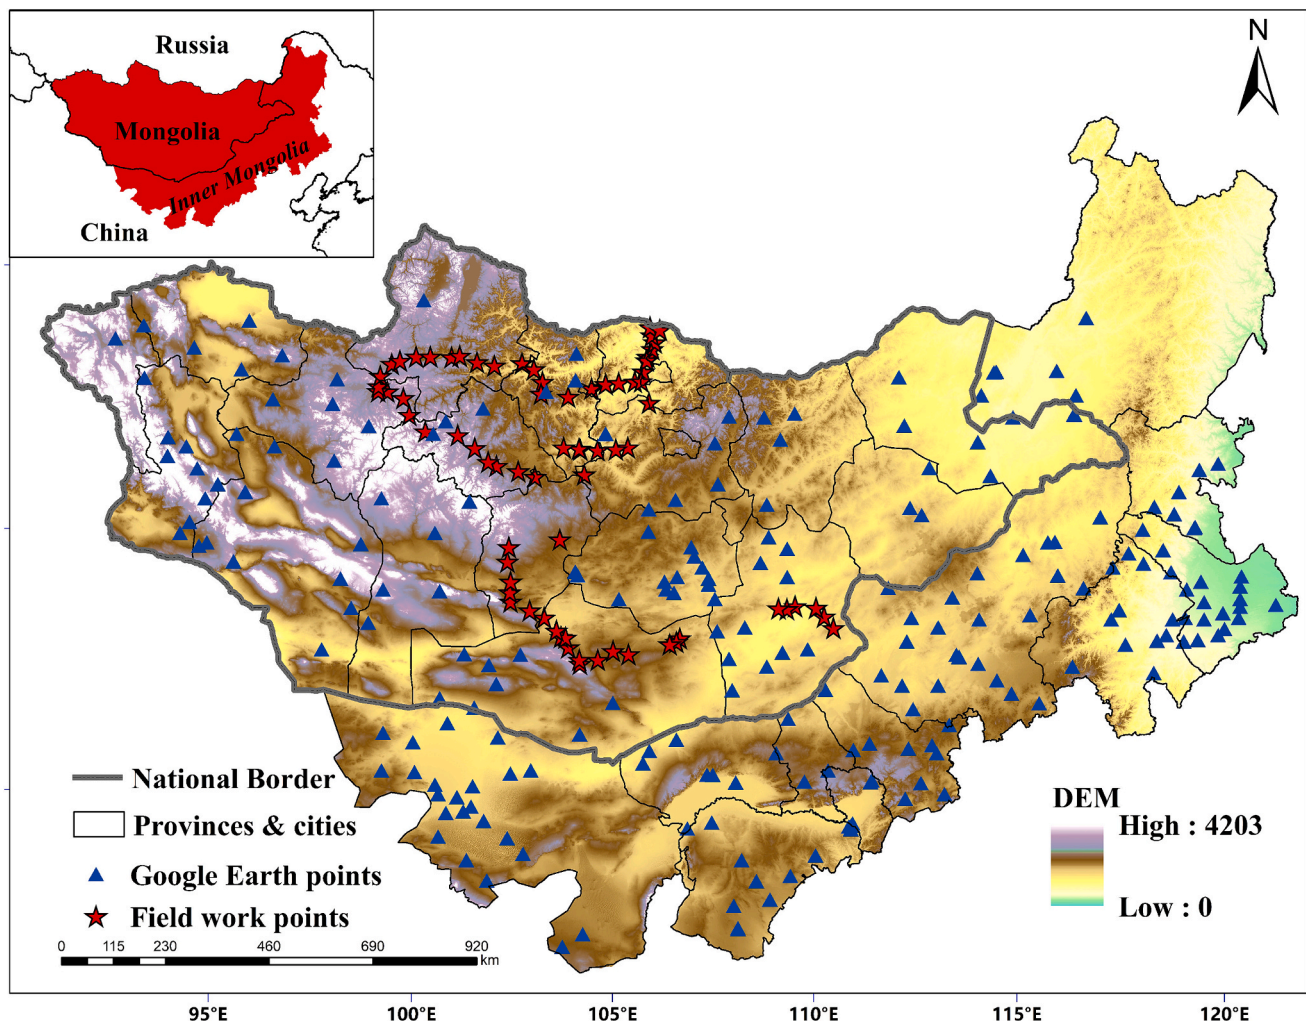 Russia
Mongolia
Inner Mongolia
China
N
National Border
Provinces & cities
Google Earth points
Field work points
0 115 230 460 690 920
km
DEM
High : 4203
Low : 0
95°E 100°E 105°E 110°E 115°E 120°E